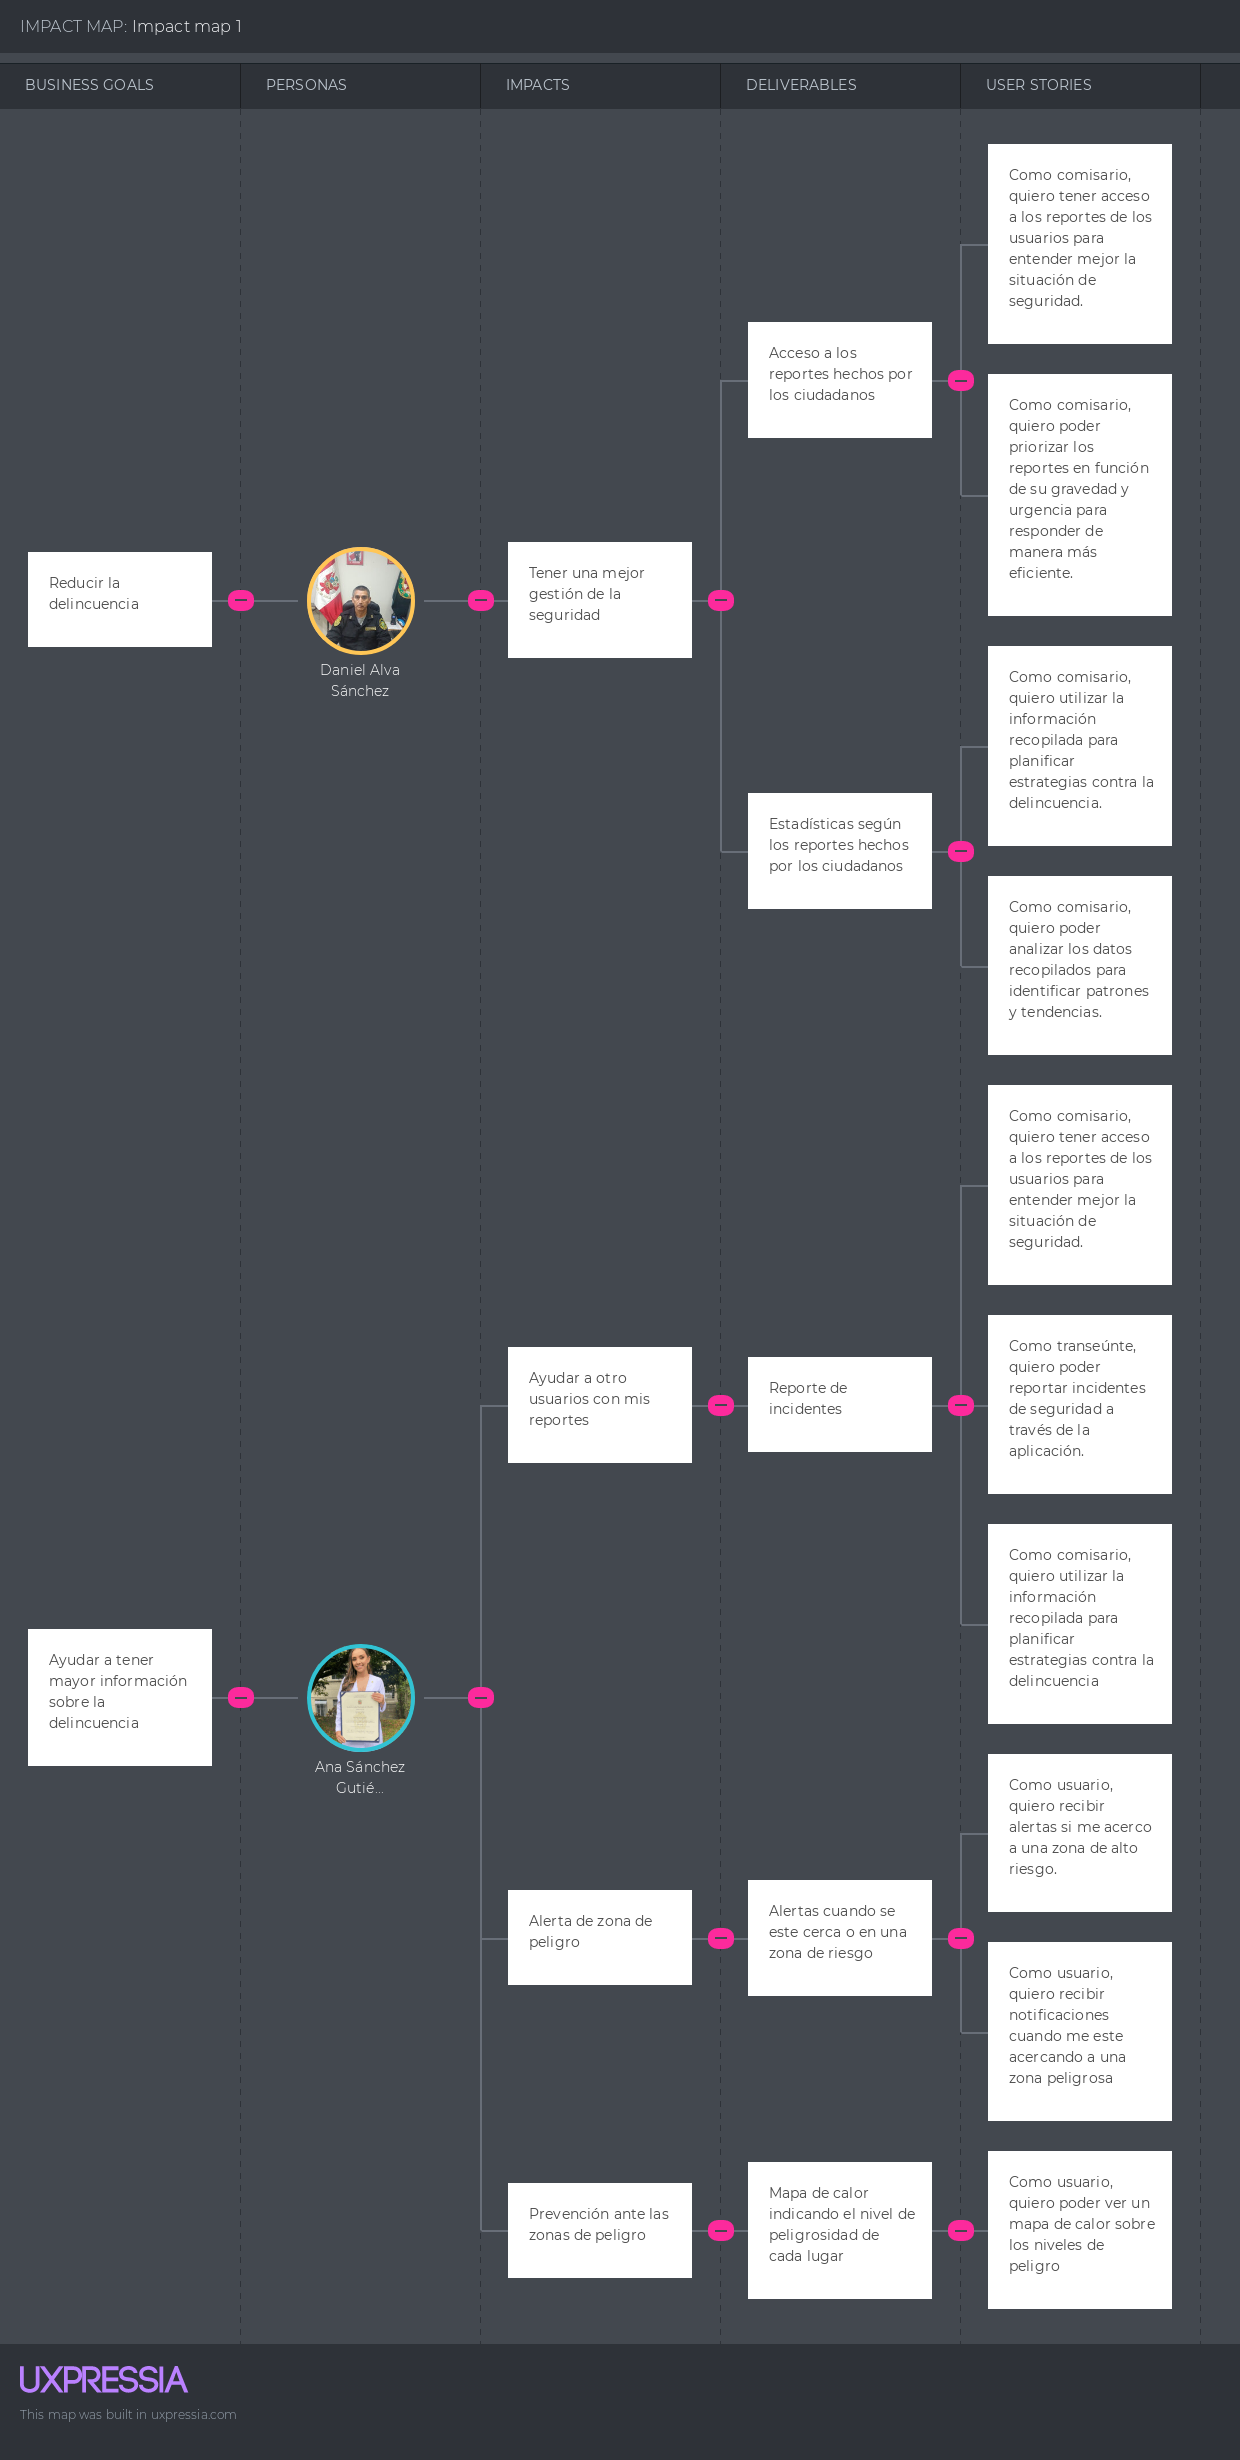 IMPACT MAP: Impact map 1
BUSINESS GOALS
PERSONAS
IMPACTS
DELIVERABLES
USER STORIES
Reducir la
delincuencia
Daniel Alva
Sánchez
Tener una mejor
gestión de la
seguridad
Acceso a los
reportes hechos por
los ciudadanos
Como comisario,
quiero tener acceso
a los reportes de los
usuarios para
entender mejor la
situación de
seguridad.
Como comisario,
quiero poder
priorizar los
reportes en función
de su gravedad y
urgencia para
responder de
manera más
eficiente.
Estadísticas según
los reportes hechos
por los ciudadanos
Como comisario,
quiero utilizar la
información
recopilada para
planificar
estrategias contra la
delincuencia.
Como comisario,
quiero poder
analizar los datos
recopilados para
identificar patrones
y tendencias.
Ayudar a tener
mayor información
sobre la
delincuencia
Ana Sánchez
Gutié...
Ayudar a otro
usuarios con mis
reportes
Reporte de
incidentes
Como comisario,
quiero tener acceso
a los reportes de los
usuarios para
entender mejor la
situación de
seguridad.
Como transeúnte,
quiero poder
reportar incidentes
de seguridad a
través de la
aplicación.
Como comisario,
quiero utilizar la
información
recopilada para
planificar
estrategias contra la
delincuencia
Alerta de zona de
peligro
Alertas cuando se
este cerca o en una
zona de riesgo
Como usuario,
quiero recibir
alertas si me acerco
a una zona de alto
riesgo.
Como usuario,
quiero recibir
notificaciones
cuando me este
acercando a una
zona peligrosa
Prevención ante las
zonas de peligro
Mapa de calor
indicando el nivel de
peligrosidad de
cada lugar
Como usuario,
quiero poder ver un
mapa de calor sobre
los niveles de
peligro
UXPRESSIA
This map was built in uxpressia.com